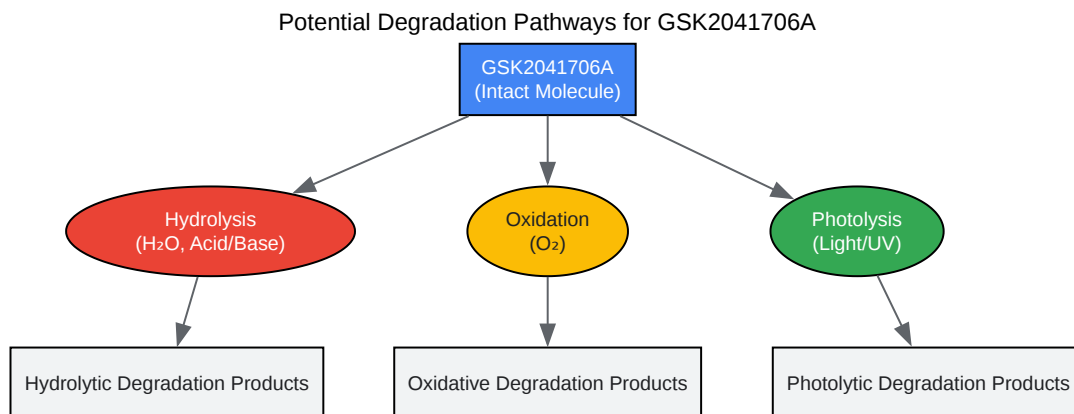 Potential Degradation Pathways for GSK2041706A
GSK2041706A
(Intact Molecule)
Hydrolysis
(H₂O, Acid/Base)
Oxidation
(O₂)
Photolysis
(Light/UV)
Hydrolytic Degradation Products
Oxidative Degradation Products
Photolytic Degradation Products